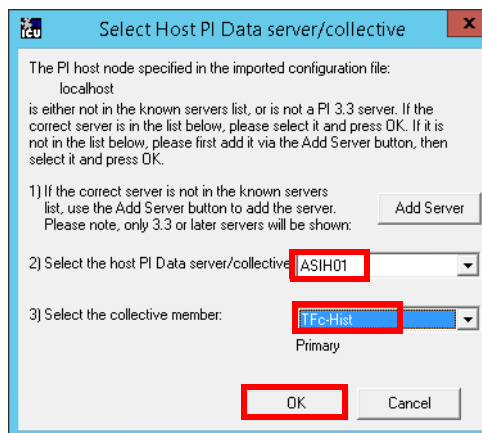 ICU
Select Host PI Data server/collective
x
The PI host node specified in the imported configuration file:
localhost
is either not in the known servers list, or is not a PI 3.3 server. If the
correct server is in the list below, please select it and press OK. If it is
not in the list below, please first add it via the Add Server button, then
select it and press OK.
1) If the correct server is not in the known servers
list, use the Add Server button to add the server.
Please note, only 3.3 or later servers will be shown:
Add Server
2) Select the host PI Data server/collective
ASIH01
3) Select the collective member:
TFc-Hist
Primary
OK
Cancel